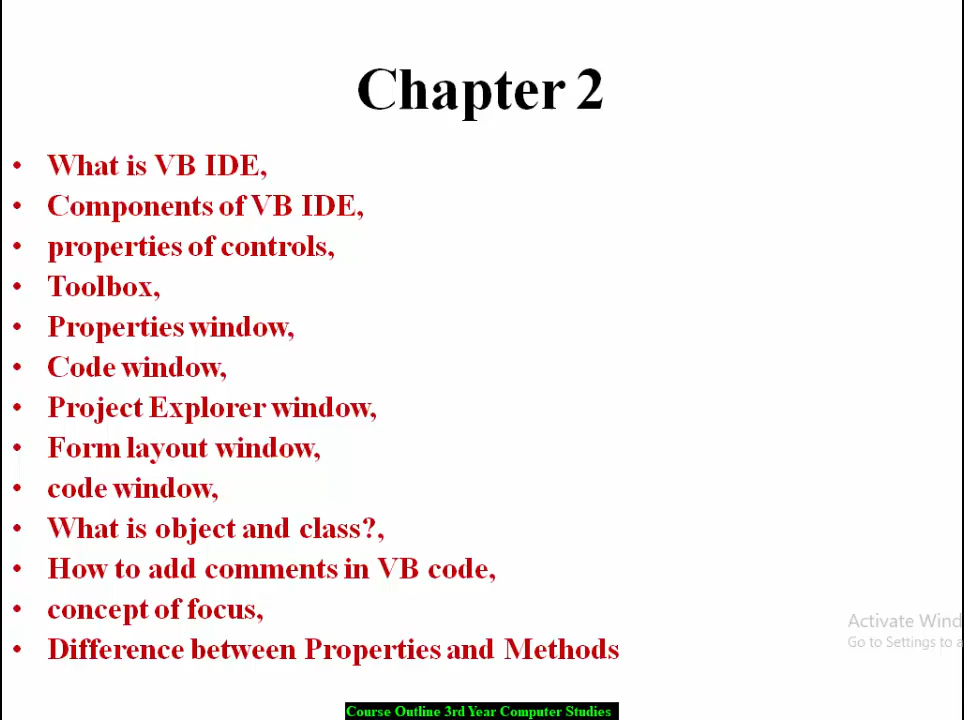 Chapter 2
• What is VB IDE,
• Components of VB IDE,
• properties of controls,
• Toolbox,
• Properties window,
• Code window,
• Project Explorer window,
• Form layout window,
• code window,
• What is object and class?,
• How to add comments in VB code,
• concept of focus,
• Difference between Properties and Methods
Activate Wind
Go to Settings to a
Course Outline 3rd Year Computer Studies